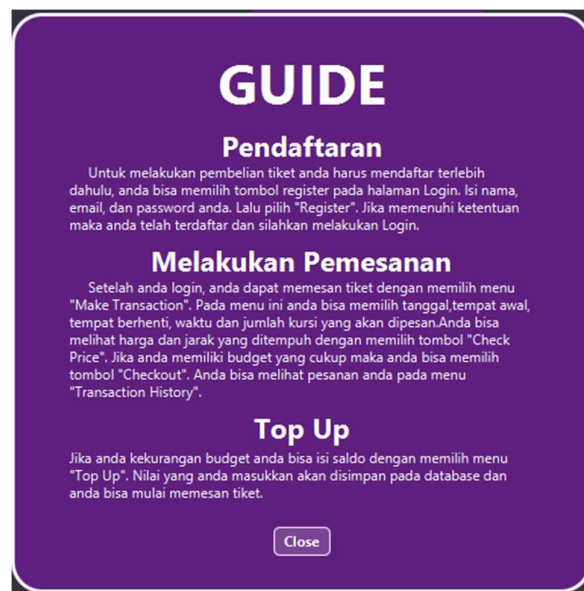 GUIDE
Pendaftaran
Untuk melakukan pembelian tiket anda harus mendaftar terlebih
dahulu, anda bisa memilih tombol register pada halaman Login. Isi nama,
email, dan password anda. Lalu pilih "Register". Jika memenuhi ketentuan
maka anda telah terdaftar dan silahkan melakukan Login.
Melakukan Pemesanan
Setelah anda login, anda dapat memesan tiket dengan memilih menu
"Make Transaction". Pada menu ini anda bisa memilih tanggal,tempat awal,
tempat berhenti, waktu dan jumlah kursi yang akan dipesan.Anda bisa
melihat harga dan jarak yang ditempuh dengan memilih tombol "Check
Price". Jika anda memiliki budget yang cukup maka anda bisa memilih
tombol "Checkout". Anda bisa melihat pesanan anda pada menu
"Transaction History".
Top Up
Jika anda kekurangan budget anda bisa isi saldo dengan memilih menu
"Top Up". Nilai yang anda masukkan akan disimpan pada database dan
anda bisa mulai memesan tiket.
Close